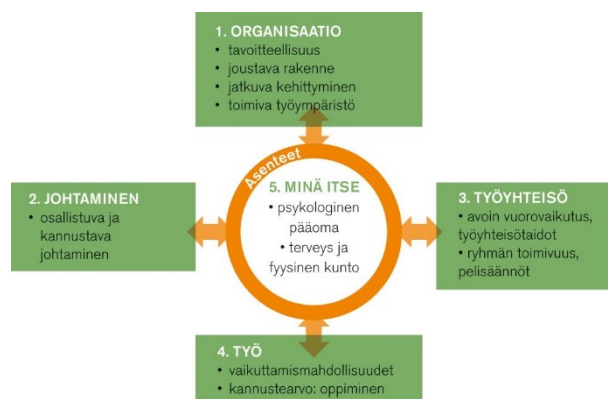 1. ORGANISAATIO
• tavoitteellisuus
• joustava rakenne
• jatkuva kehittyminen
• toimiva työympäristö
Asenteet
2. JOHTAMINEN
• osallistuva ja
kannustava
johtaminen
5. MINÄ ITSE
• psykologinen
pääoma
• terveys ja
fyysinen kunto
3. TYÖYHTEISÖ
• avoin vuorovaikutus,
työyhteisötaidot
• ryhmän toimivuus,
pelisäännöt
4. TYÖ
• vaikuttamismahdollisuudet
• kannustearvo: oppiminen